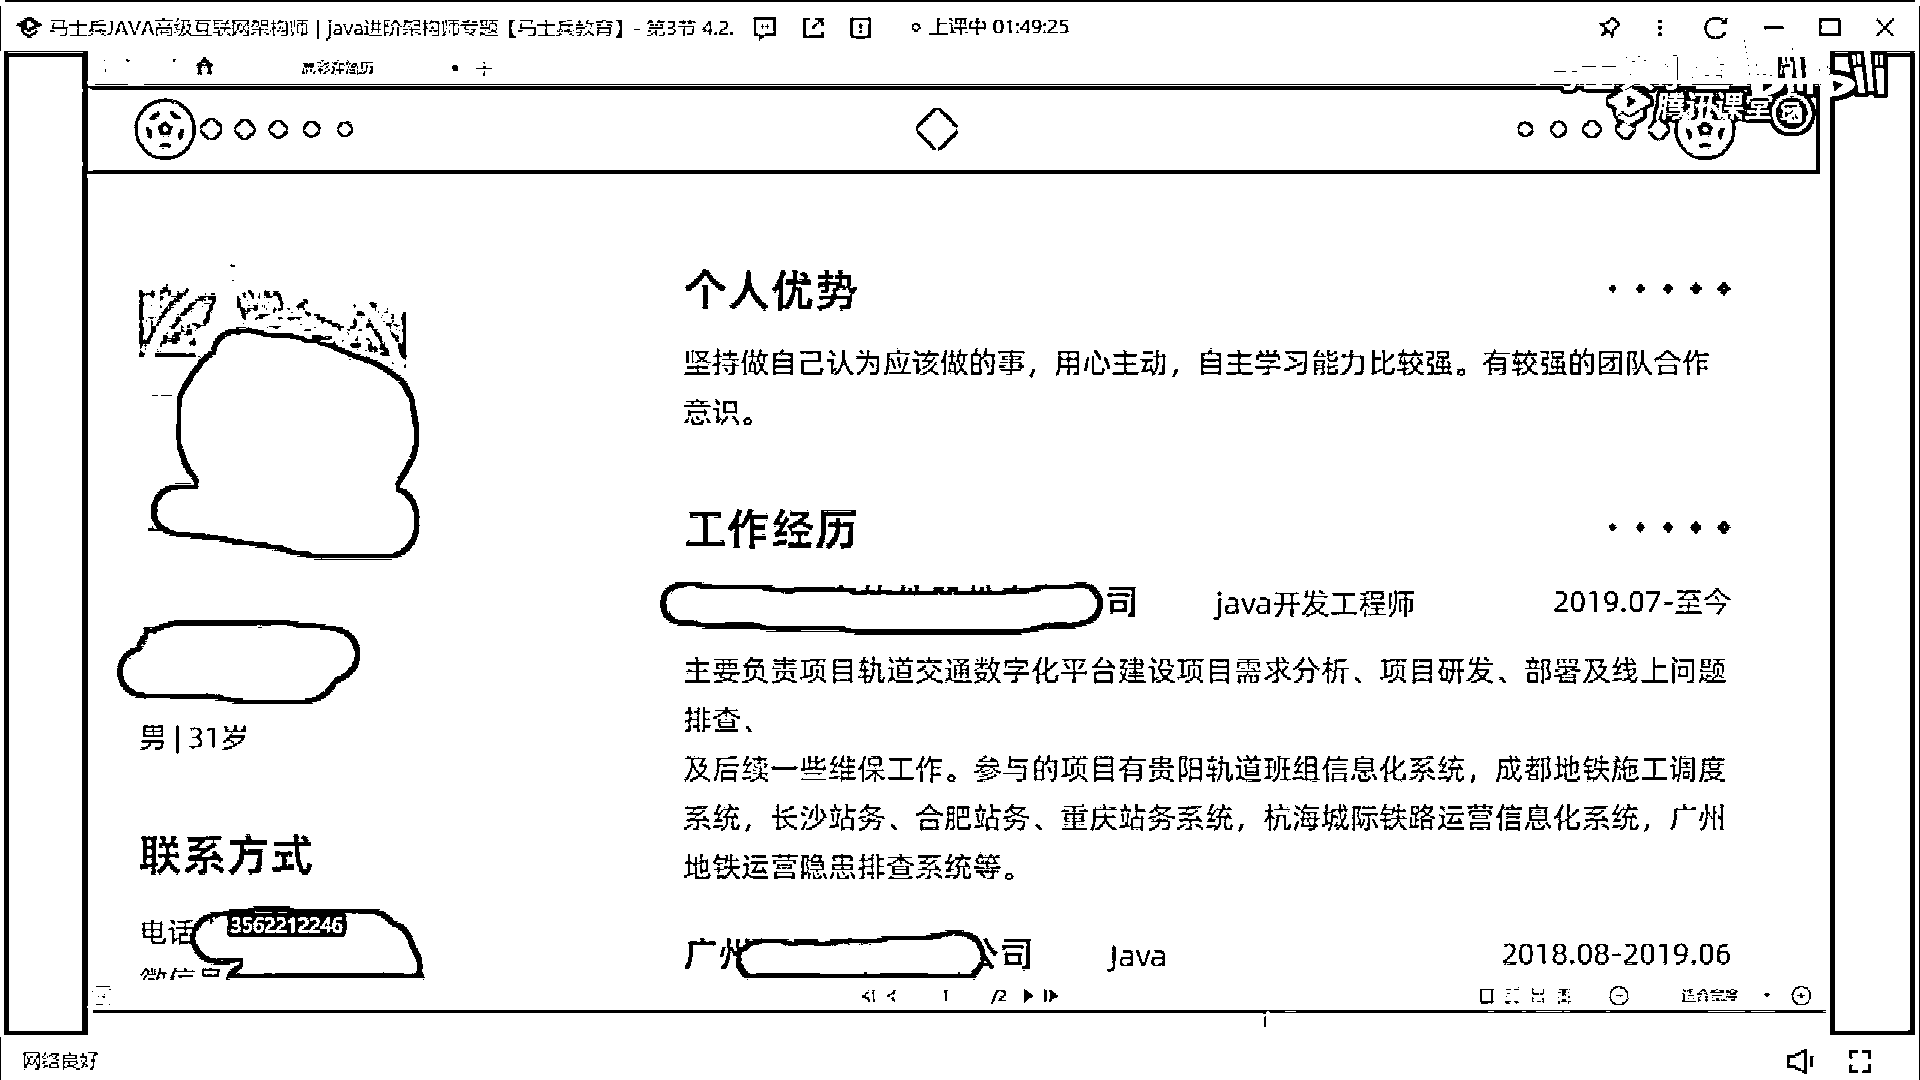 马士兵JAVA高级互联网架构师 | java进阶架构师专题【马士兵教育】- 第3节 4.2.
上课中 01:49:25
腾讯课堂
个人优势
坚持做自己认为应该做的事，用心主动，自主学习能力比较强。有较强的团队合作
意识。
工作经历
司 java开发工程师 2019.07-至今
主要负责项目轨道交通数字化平台建设项目需求分析、项目研发、部署及线上问题
排查、
及后续一些维保工作。参与的项目有贵阳轨道班组信息化系统，成都地铁施工调度
系统，长沙站务、合肥站务、重庆站务系统，杭海城际铁路运营信息化系统，广州
地铁运营隐患排查系统等。
广州 公司 Java 2018.08-2019.06
男 | 31岁
联系方式
电话 3562212246
微信号
1 /2
适合宽度
网络良好